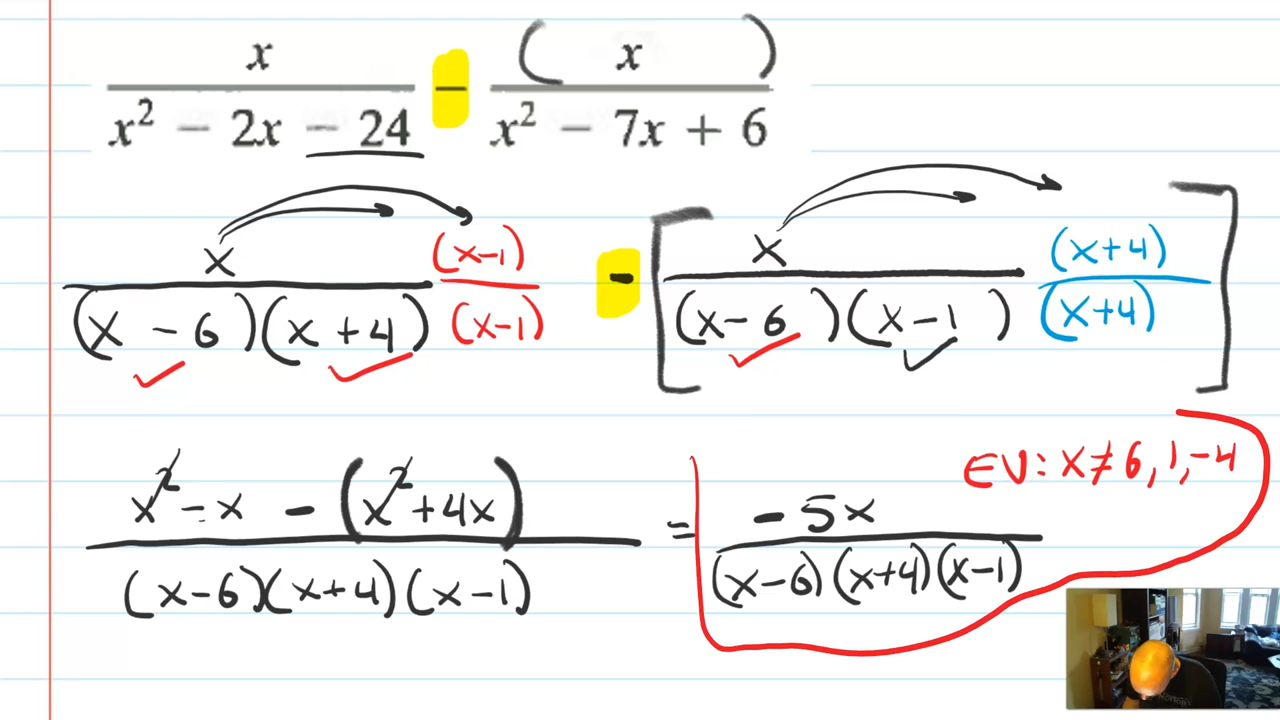 x / (x² − 2x − 24) − (x) / (x² − 7x + 6)
x / (x − 6)(x + 4) (x−1)/(x−1) − [ x / (x − 6)(x − 1) (x+4)/(x+4) ]
EV: x ≠ 6, 1, −4
x² − x − (x² + 4x) / (x−6)(x+4)(x−1) = −5x / (x−6)(x+4)(x−1)